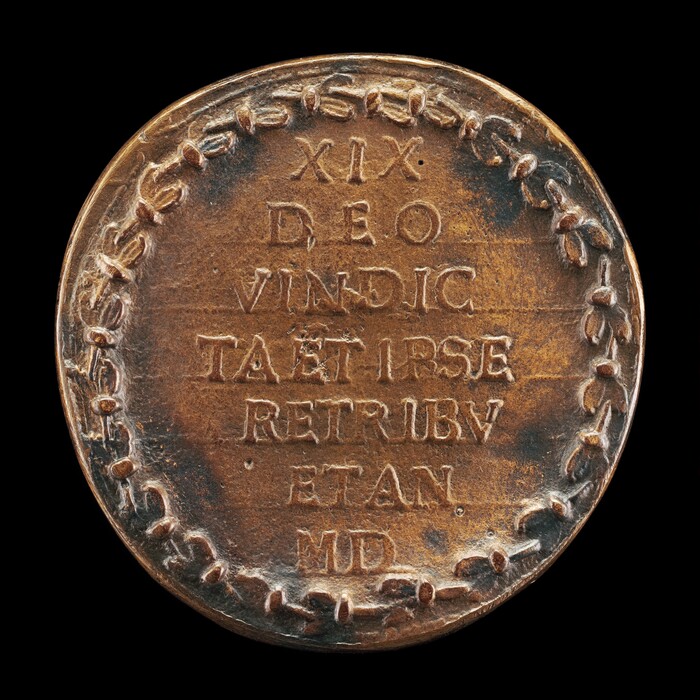 XIX
DEO
VINDIC
TA ET IPSE
RETRIBV
ET AN
MD